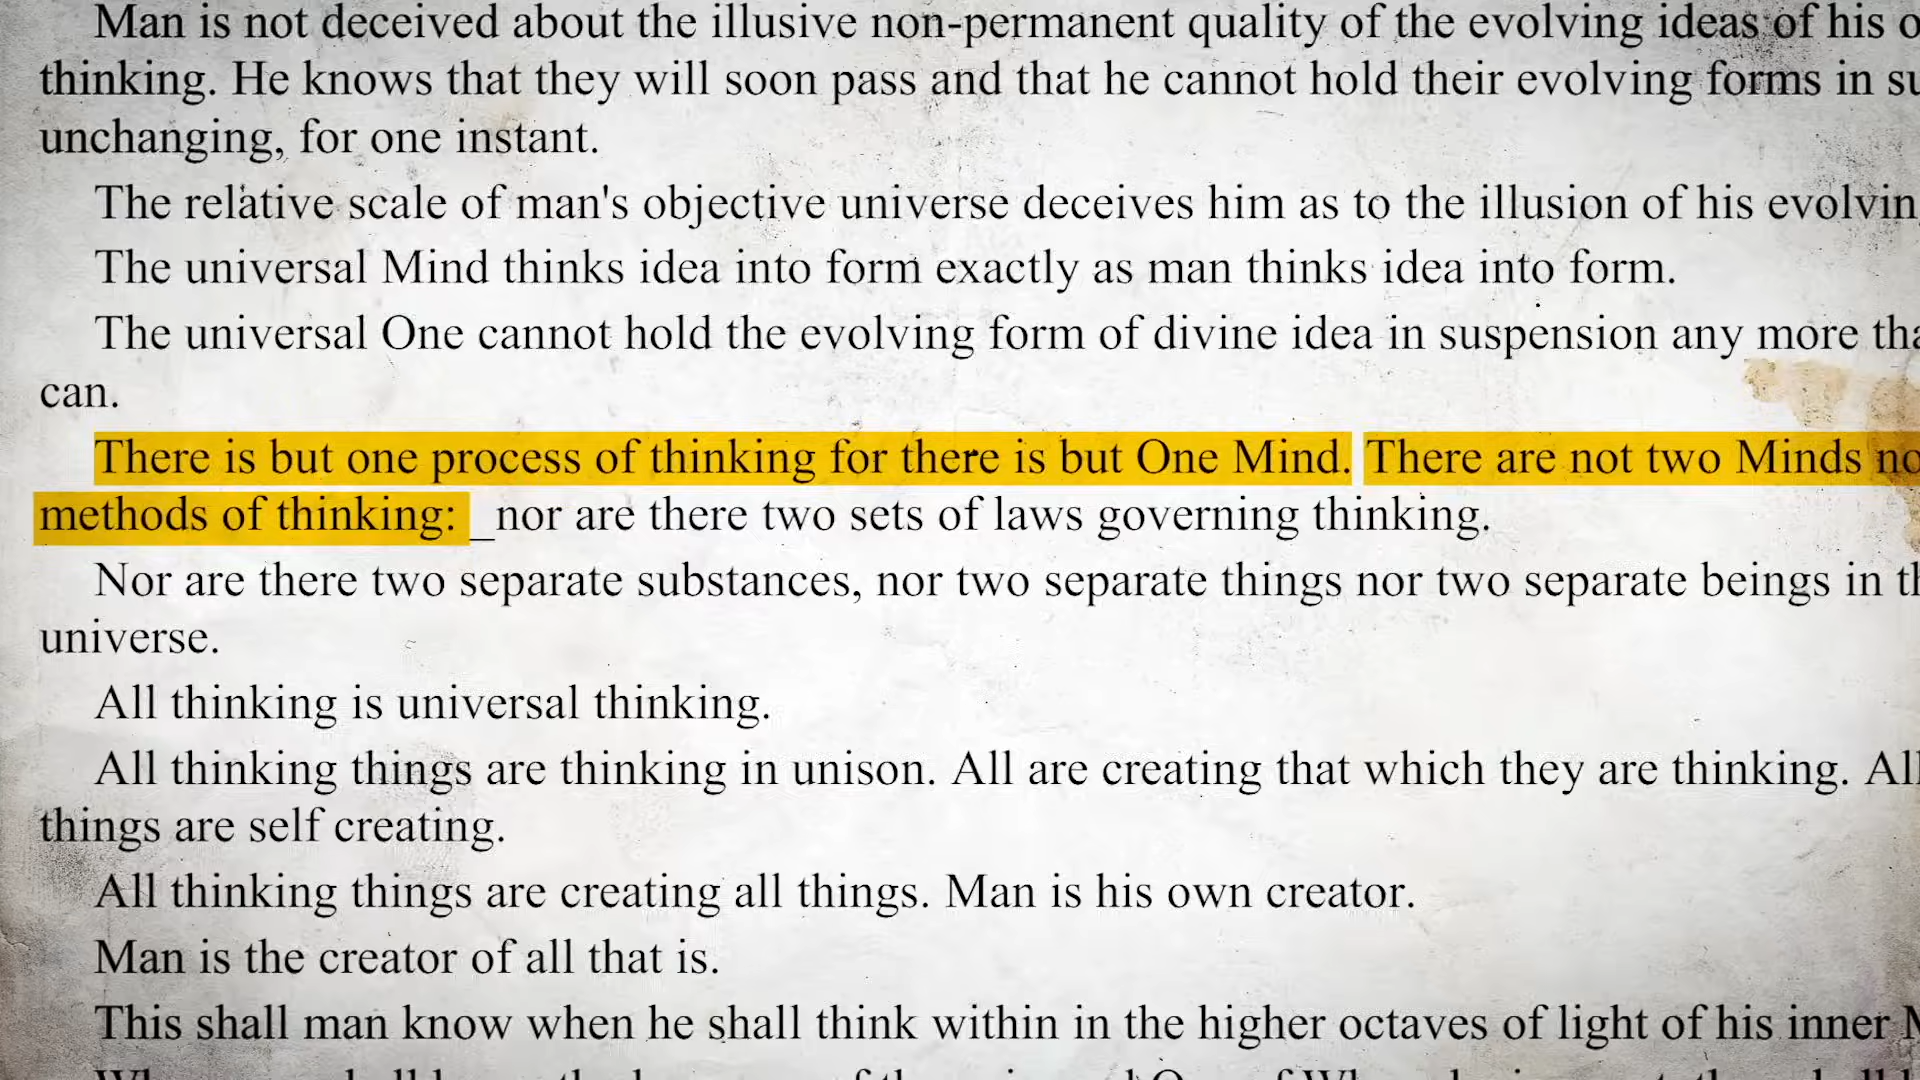 Man is not deceived about the illusive non-permanent quality of the evolving ideas of his
thinking. He knows that they will soon pass and that he cannot hold their evolving forms in
unchanging, for one instant.
The relative scale of man's objective universe deceives him as to the illusion of his evolvin
The universal Mind thinks idea into form exactly as man thinks idea into form.
The universal One cannot hold the evolving form of divine idea in suspension any more tha
can.
There is but one process of thinking for there is but One Mind. There are not two Minds no
methods of thinking: _nor are there two sets of laws governing thinking.
Nor are there two separate substances, nor two separate things nor two separate beings in
universe.
All thinking is universal thinking.
All thinking things are thinking in unison. All are creating that which they are thinking. All
things are self creating.
All thinking things are creating all things. Man is his own creator.
Man is the creator of all that is.
This shall man know when he shall think within in the higher octaves of light of his inner